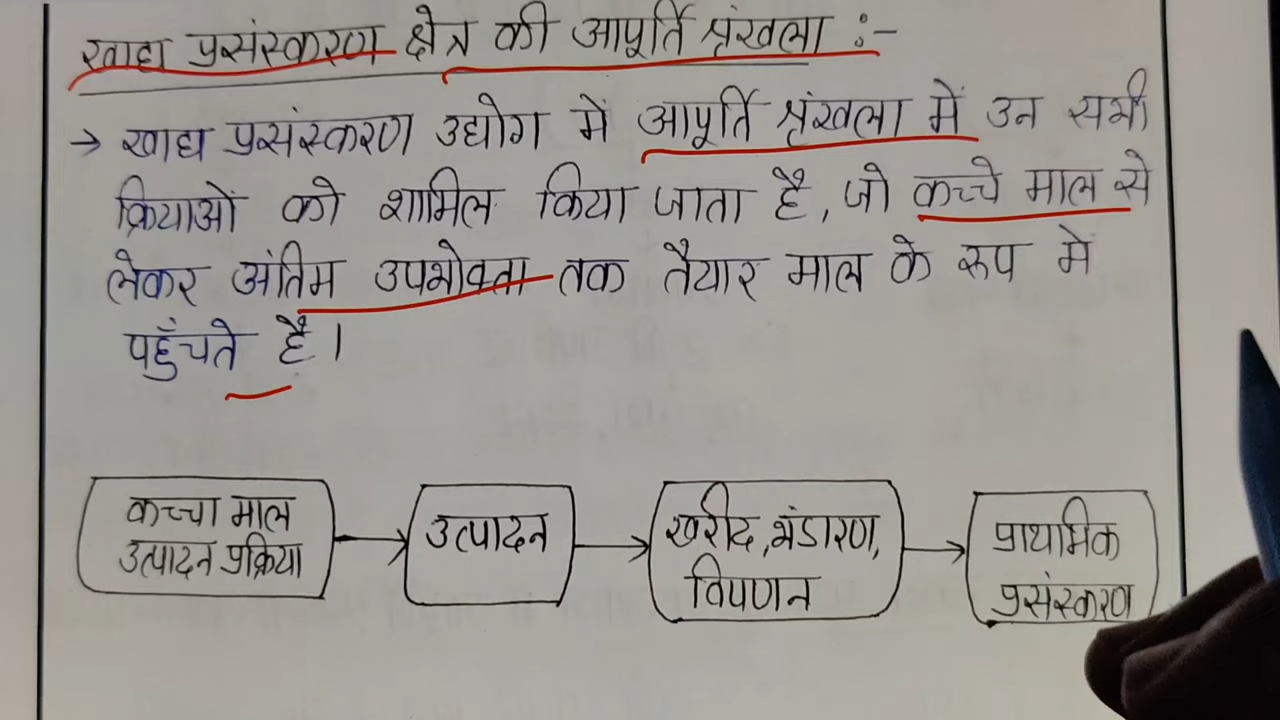 खाद्य प्रसंस्करण क्षेत्र की आपूर्ति श्रृंखला :-
→ खाद्य प्रसंस्करण उद्योग में आपूर्ति श्रृंखला में उन सभी
क्रियाओं को शामिल किया जाता है, जो कच्चे माल से
लेकर अंतिम उपभोक्ता तक तैयार माल के रूप में
पहुँचते है।
कच्चा माल
उत्पादन प्रक्रिया
उत्पादन
खरीद, भंडारण,
विपणन
प्राथमिक
प्रसंस्करण